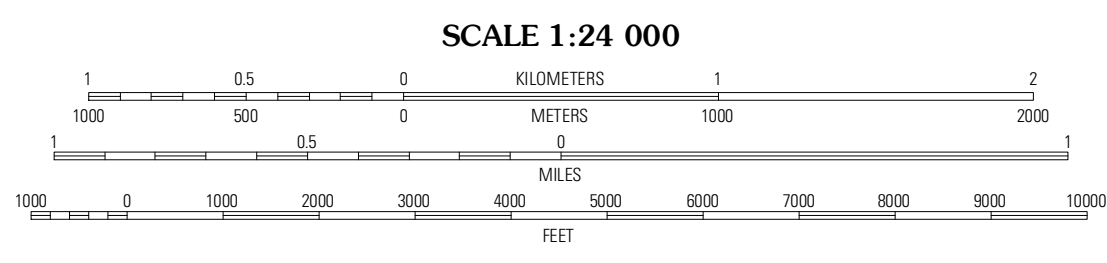 SCALE 1:24 000
1 0.5 0 KILOMETERS 1 2
1000 500 0 METERS 1000 2000
1 0.5 0 1
MILES
1000 0 1000 2000 3000 4000 5000 6000 7000 8000 9000 10000
FEET